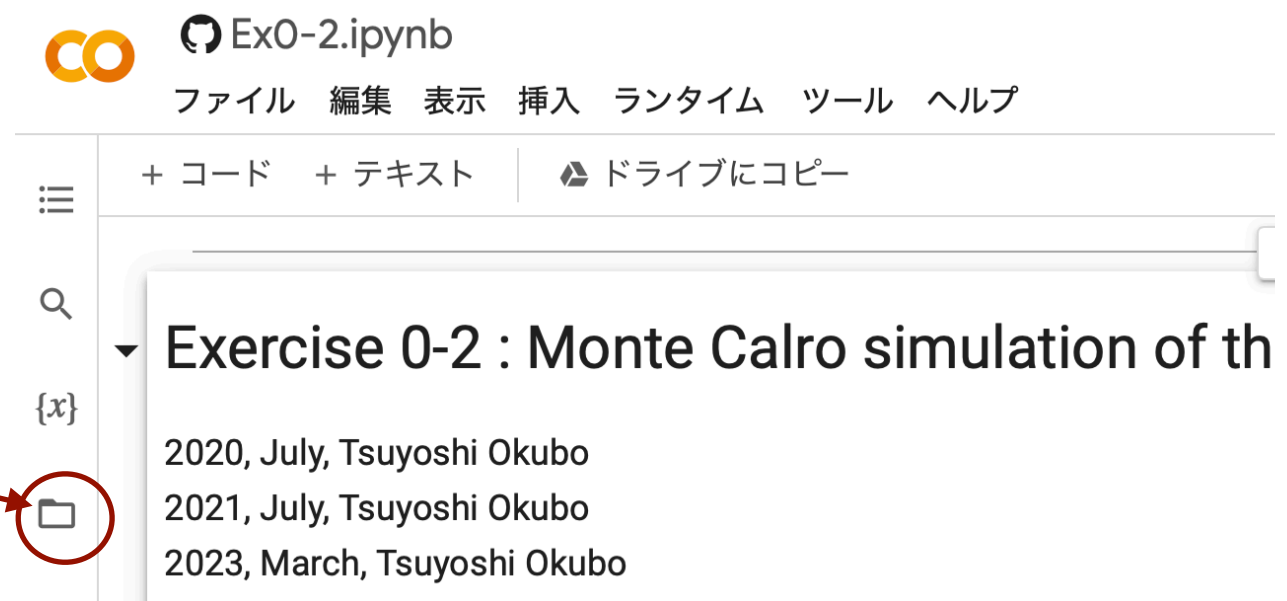 Ex0-2.ipynb
ファイル 編集 表示 挿入 ランタイム ツール ヘルプ
+ コード + テキスト ドライブにコピー
Exercise 0-2 : Monte Calro simulation of th
{x}
2020, July, Tsuyoshi Okubo
2021, July, Tsuyoshi Okubo
2023, March, Tsuyoshi Okubo